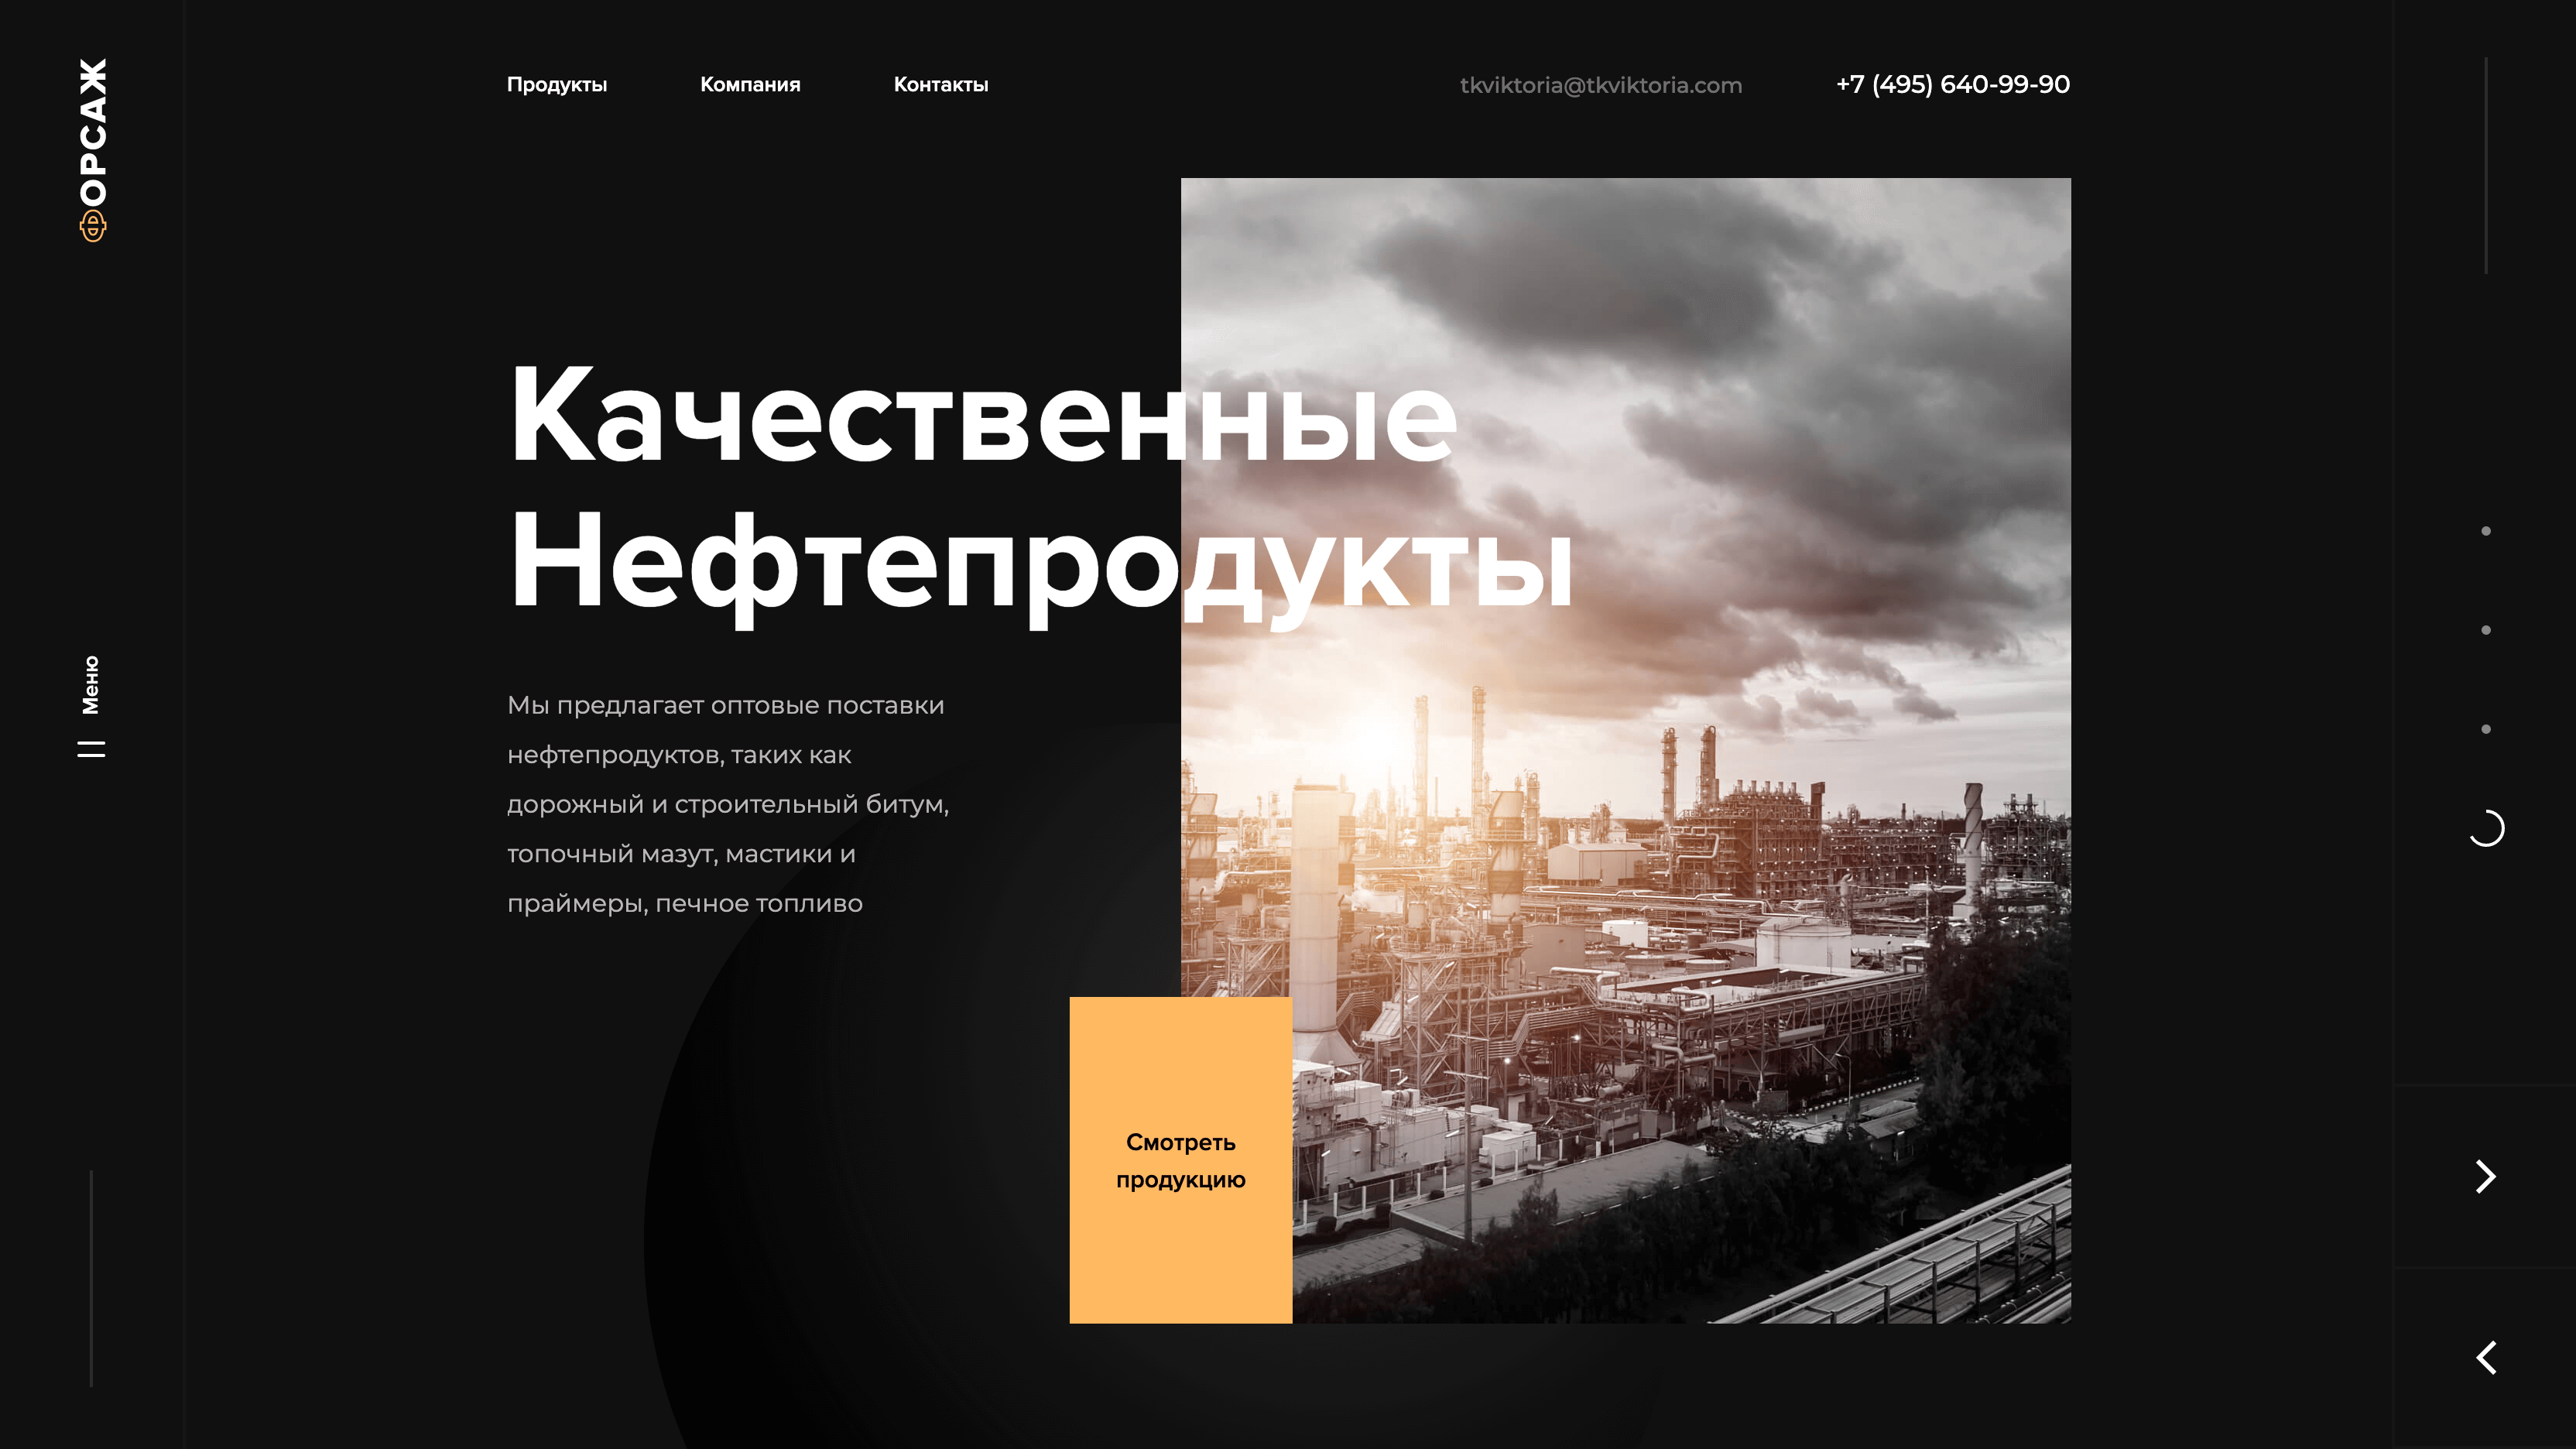 ФОРСАЖ
Продукты
Компания
Контакты
tkviktoria@tkviktoria.com
+7 (495) 640-99-90
Качественные
Нефтепродукты
Меню
Мы предлагает оптовые поставки
нефтепродуктов, таких как
дорожный и строительный битум,
топочный мазут, мастики и
праймеры, печное топливо
Смотреть
продукцию